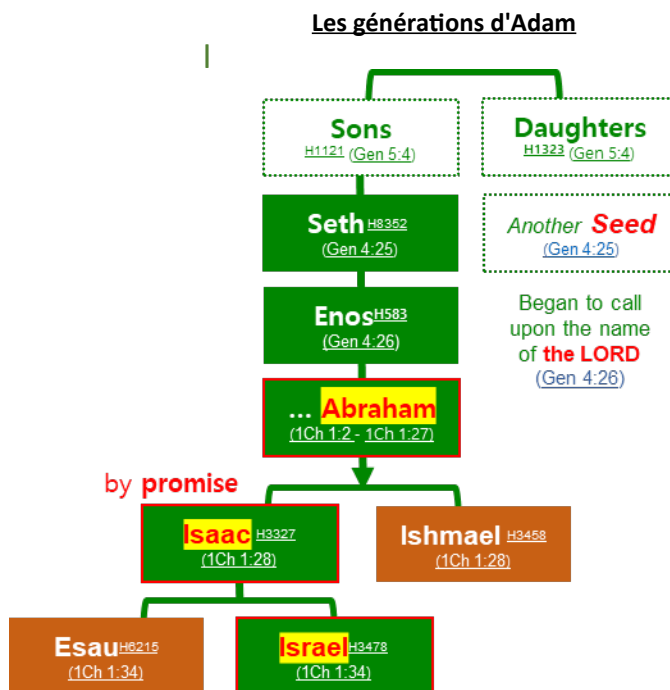 Les générations d'Adam
Sons
H1121 (Gen 5:4)
Daughters
H1323 (Gen 5:4)
Seth H8352
(Gen 4:25)
Another Seed
(Gen 4:25)
Enos H583
(Gen 4:26)
Began to call
upon the name
of the LORD
(Gen 4:26)
... Abraham
(1Ch 1:2 - 1Ch 1:27)
by promise
Isaac H3327
(1Ch 1:28)
Ishmael H3458
(1Ch 1:28)
Esau H6215
(1Ch 1:34)
Israel H3478
(1Ch 1:34)